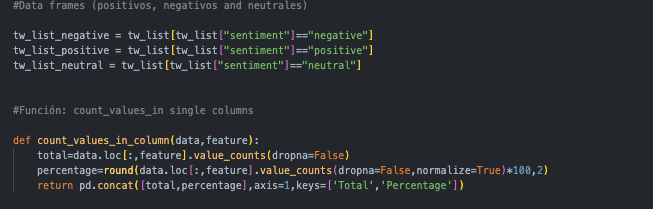 #Data frames (positivos, negativos and neutrales)
tw_list_negative = tw_list[tw_list["sentiment"]=="negative"]
tw_list_positive = tw_list[tw_list["sentiment"]=="positive"]
tw_list_neutral = tw_list[tw_list["sentiment"]=="neutral"]
#Función: count_values_in single columns
def count_values_in_column(data,feature):
    total=data.loc[:,feature].value_counts(dropna=False)
    percentage=round(data.loc[:,feature].value_counts(dropna=False,normalize=True)*100,2)
    return pd.concat([total,percentage],axis=1,keys=['Total','Percentage'])